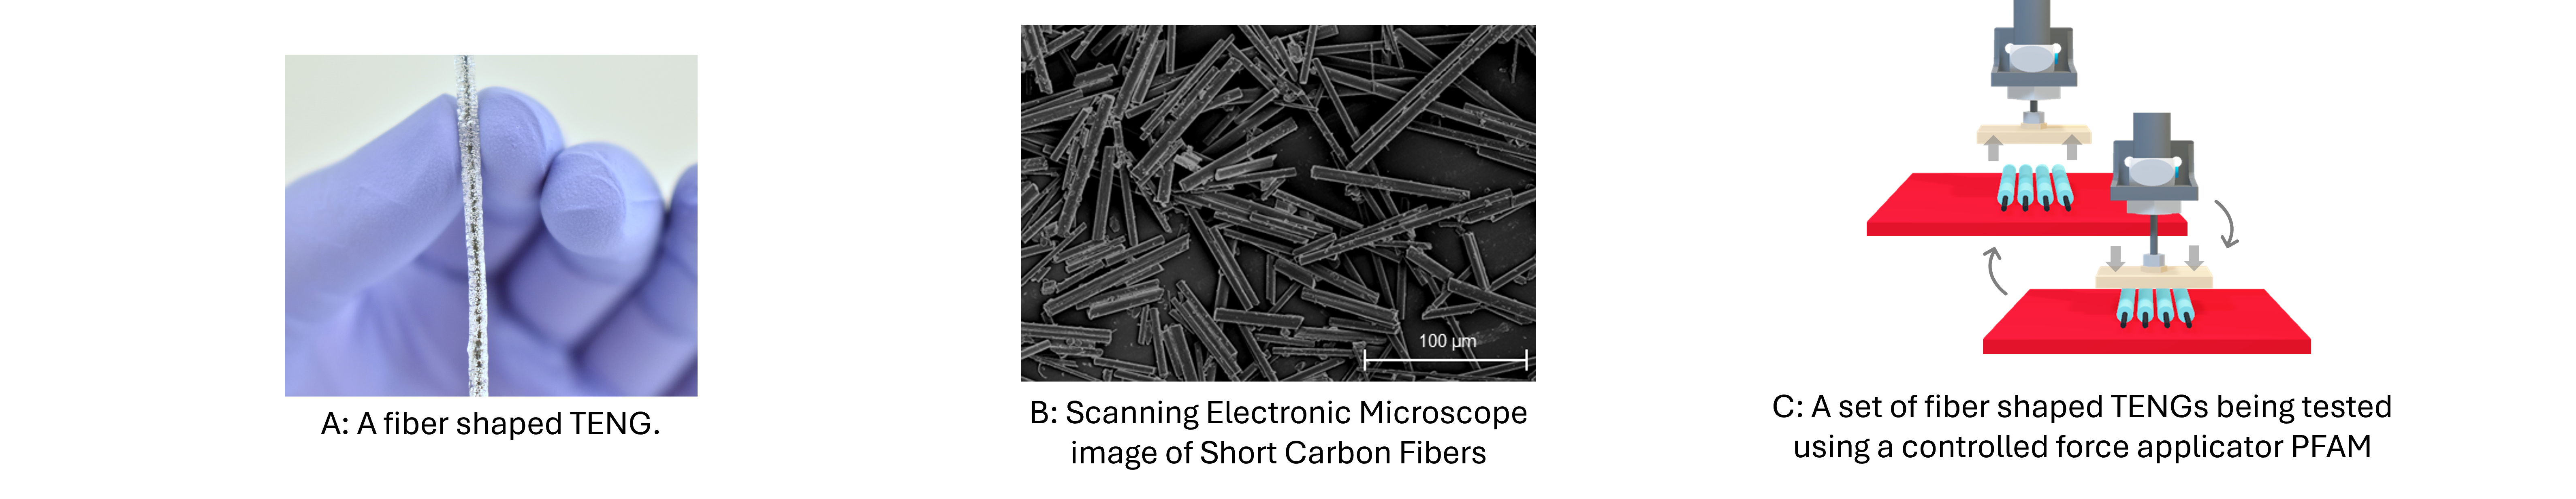 100 µm
A: A fiber shaped TENG.
B: Scanning Electronic Microscope
image of Short Carbon Fibers
C: A set of fiber shaped TENGs being tested
using a controlled force applicator PFAM